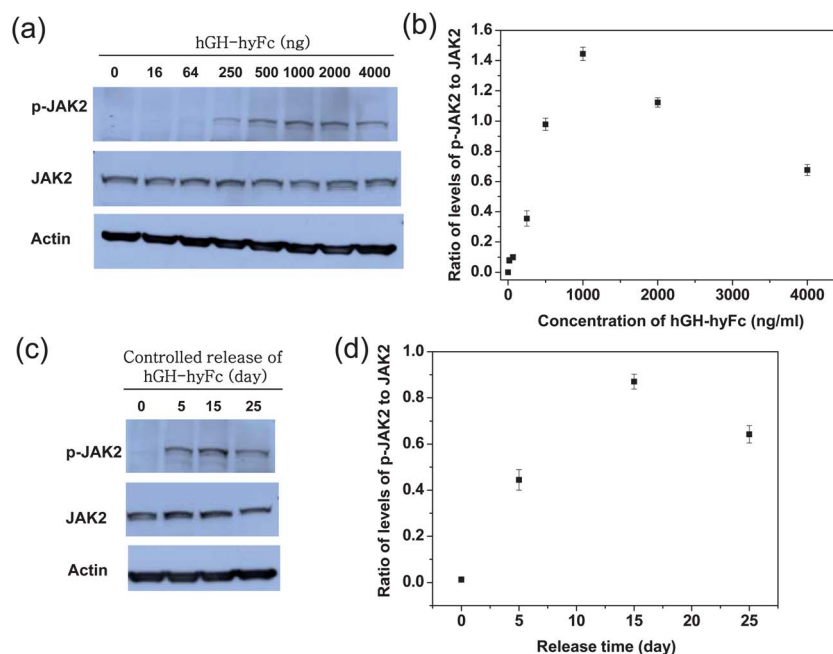 (a)
hGH-hyFc (ng)
0 16 64 250 500 1000 2000 4000
p-JAK2
JAK2
Actin
(b)
Ratio of levels of p-JAK2 to JAK2
1.6
1.4
1.2
1.0
0.8
0.6
0.4
0.2
0.0
0 1000 2000 3000 4000
Concentration of hGH-hyFc (ng/ml)
(c)
Controlled release of
hGH-hyFc (day)
0 5 15 25
p-JAK2
JAK2
Actin
(d)
Ratio of levels of p-JAK2 to JAK2
1.0
0.8
0.6
0.4
0.2
0.0
0 5 10 15 20 25
Release time (day)